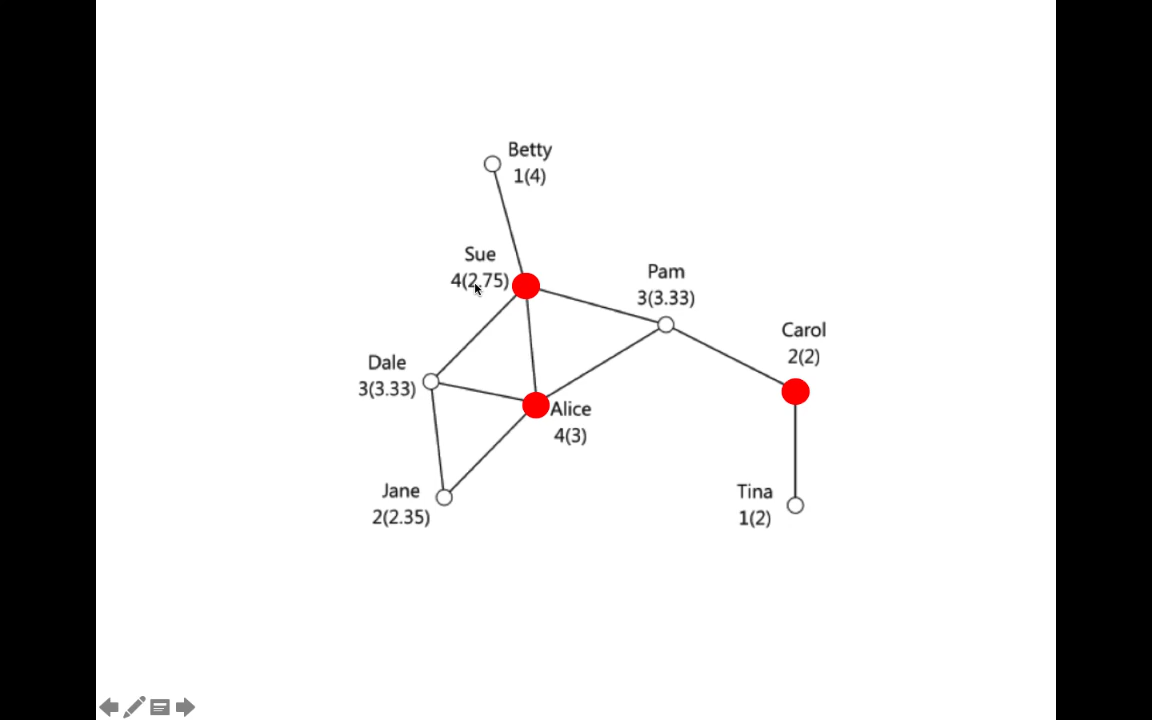 Betty
1(4)
Sue
4(2.75)
Pam
3(3.33)
Carol
2(2)
Dale
3(3.33)
Alice
4(3)
Jane
2(2.35)
Tina
1(2)